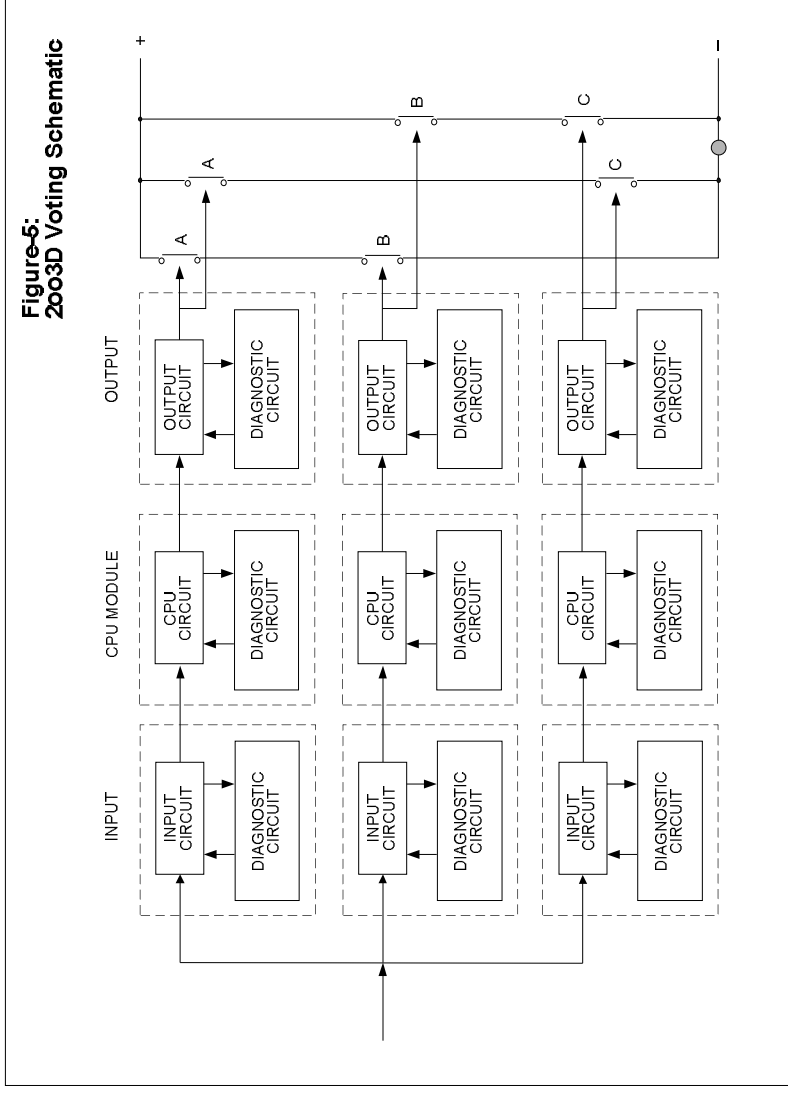 Figure-5:
2oo3D Voting Schematic
INPUT
CPU MODULE
OUTPUT
INPUT
CIRCUIT
DIAGNOSTIC
CIRCUIT
CPU
CIRCUIT
DIAGNOSTIC
CIRCUIT
OUTPUT
CIRCUIT
DIAGNOSTIC
CIRCUIT
A
A
+
INPUT
CIRCUIT
DIAGNOSTIC
CIRCUIT
CPU
CIRCUIT
DIAGNOSTIC
CIRCUIT
OUTPUT
CIRCUIT
DIAGNOSTIC
CIRCUIT
B
B
INPUT
CIRCUIT
DIAGNOSTIC
CIRCUIT
CPU
CIRCUIT
DIAGNOSTIC
CIRCUIT
OUTPUT
CIRCUIT
DIAGNOSTIC
CIRCUIT
C
C
–